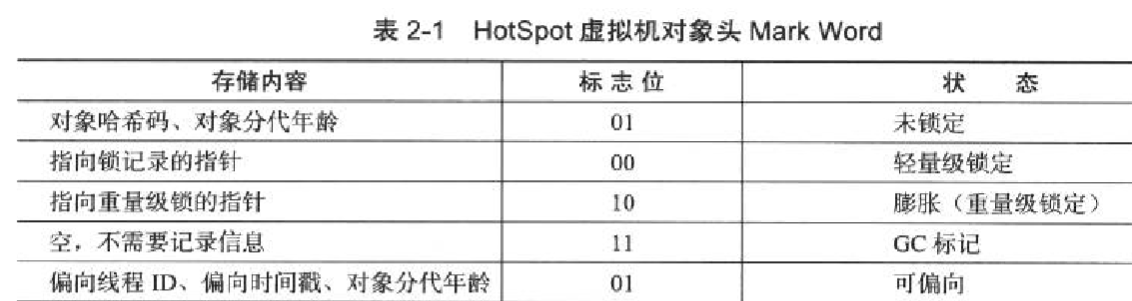 表 2-1 HotSpot 虚拟机对象头 Mark Word
存储内容 标志位 状态
对象哈希码、对象分代年龄 01 未锁定
指向锁记录的指针 00 轻量级锁定
指向重量级锁的指针 10 膨胀（重量级锁定）
空，不需要记录信息 11 GC 标记
偏向线程 ID、偏向时间戳、对象分代年龄 01 可偏向